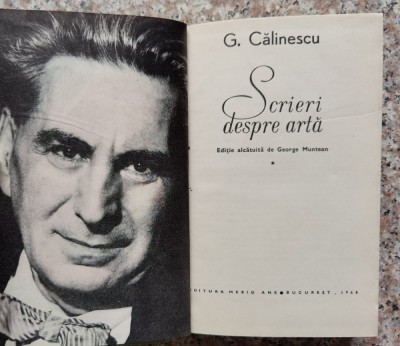 G. Călinescu
Scrieri
despre artă
Ediție alcătuită de George Muntean
*
EDITURA MERIDIANE • BUCUREȘTI, 1968